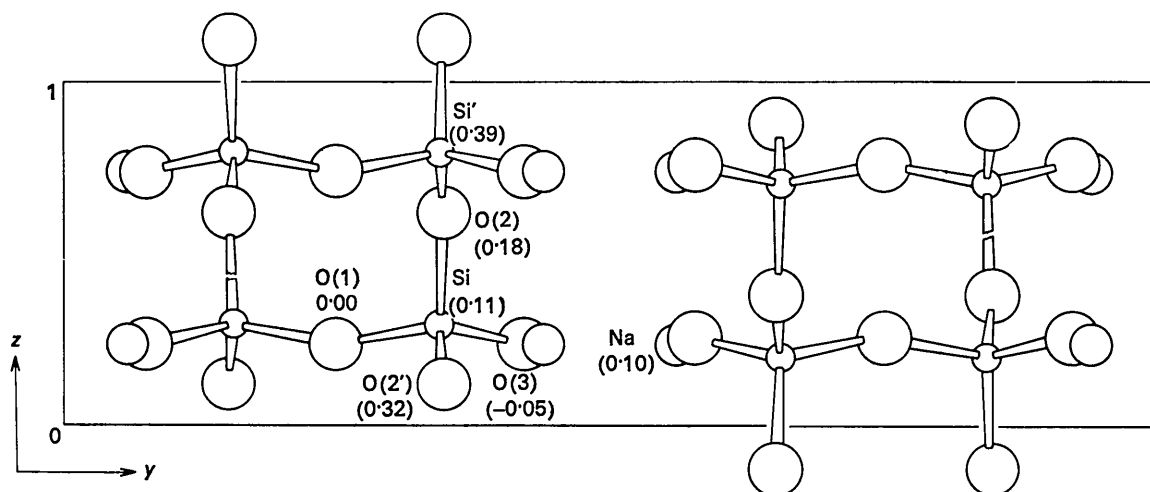 1
Si′
(0·39)
O(2)
(0·18)
O(1)
0·00
Si
(0·11)
Na
(0·10)
z
O(2′)
(0·32)
O(3)
(−0·05)
0
y